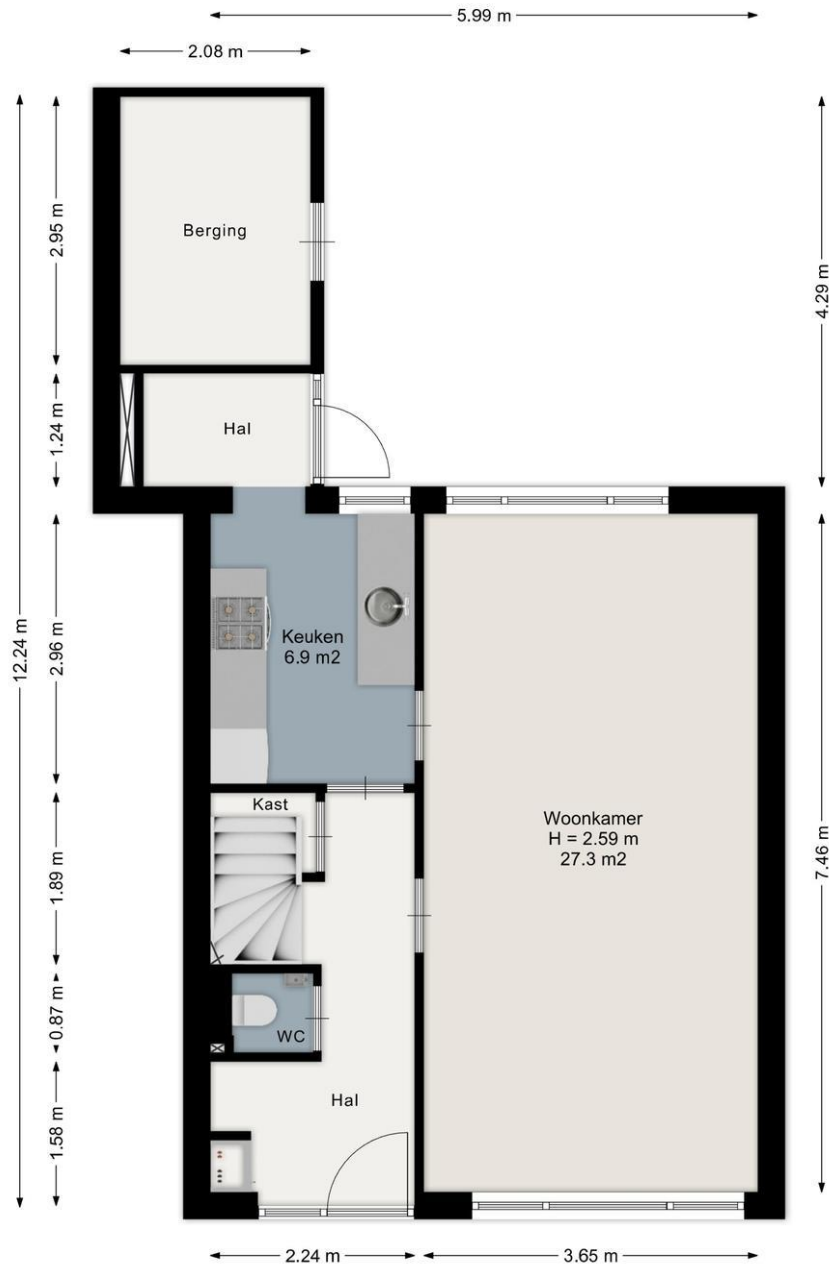 5.99 m
2.08 m
12.24 m
2.95 m
4.29 m
Berging
1.24 m
Hal
2.96 m
Keuken
6.9 m2
7.46 m
Kast
Woonkamer
H = 2.59 m
27.3 m2
1.89 m
0.87 m
WC
Hal
1.58 m
2.24 m
3.65 m